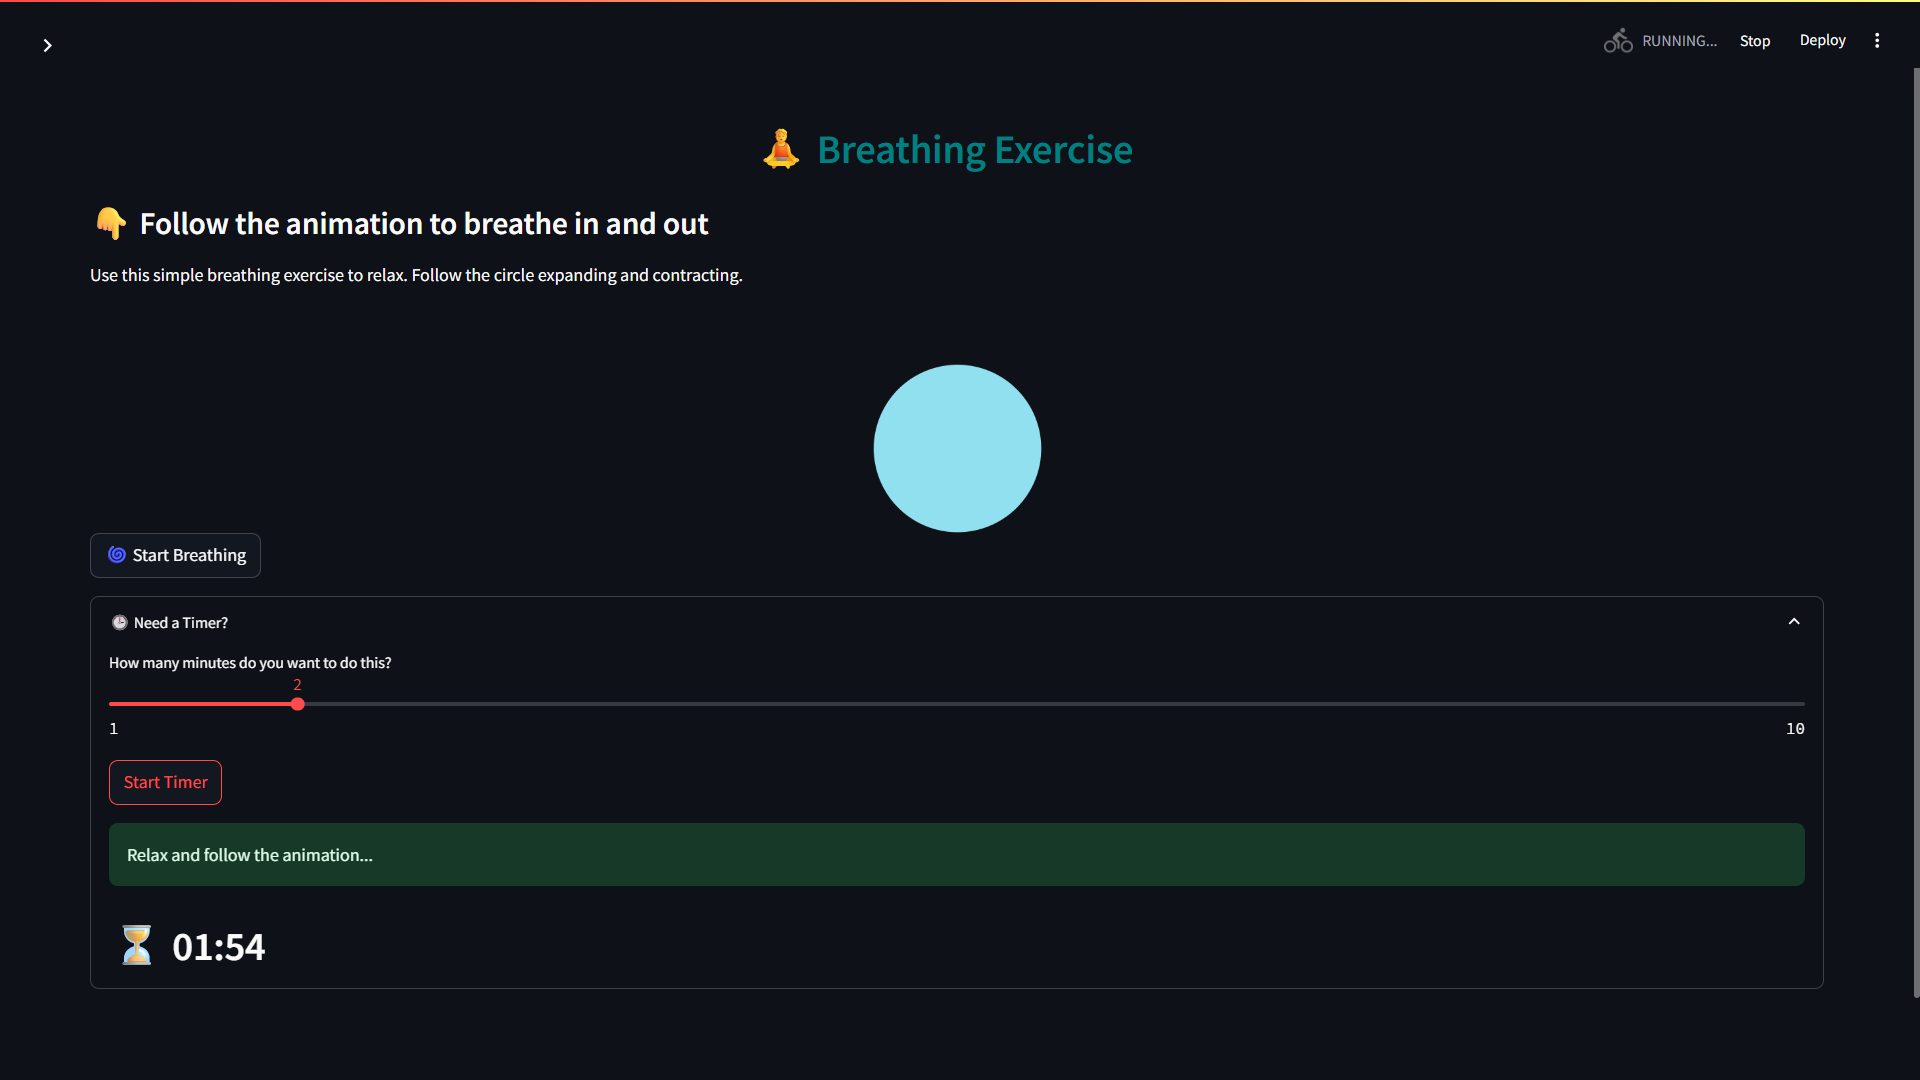 RUNNING...
Stop
Deploy
Breathing Exercise
Follow the animation to breathe in and out
Use this simple breathing exercise to relax. Follow the circle expanding and contracting.
Start Breathing
Need a Timer?
How many minutes do you want to do this?
2
1
10
Start Timer
Relax and follow the animation...
01:54